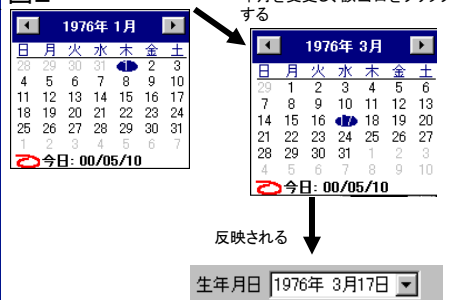 1976年 1月
日 月 火 水 木 金 土
28 29 30 31 1 2 3
4 5 6 7 8 9 10
11 12 13 14 15 16 17
18 19 20 21 22 23 24
25 26 27 28 29 30 31
1 2 3 4 5 6 7
今日: 00/05/10
する
1976年 3月
日 月 火 水 木 金 土
29 1 2 3 4 5 6
7 8 9 10 11 12 13
14 15 16 17 18 19 20
21 22 23 24 25 26 27
28 29 30 31 1 2 3
4 5 6 7 8 9 10
今日: 00/05/10
反映される
生年月日 1976年 3月17日